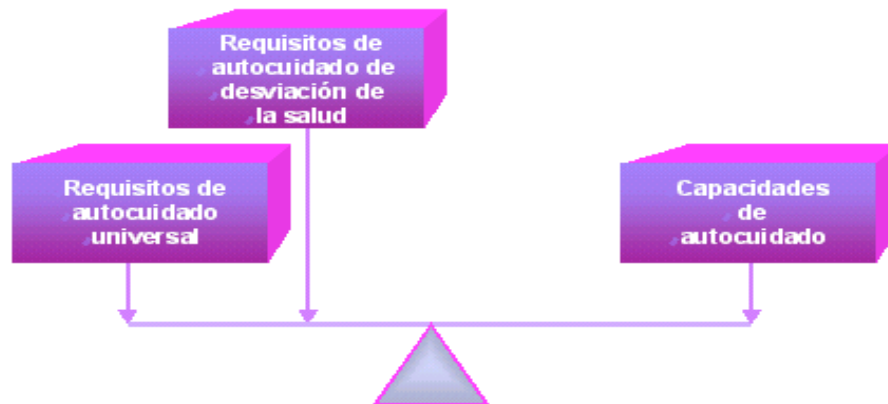 Requisitos de
autocuidado de
desviación de
la salud
Requisitos de
autocuidado
universal
Capacidades
de
autocuidado